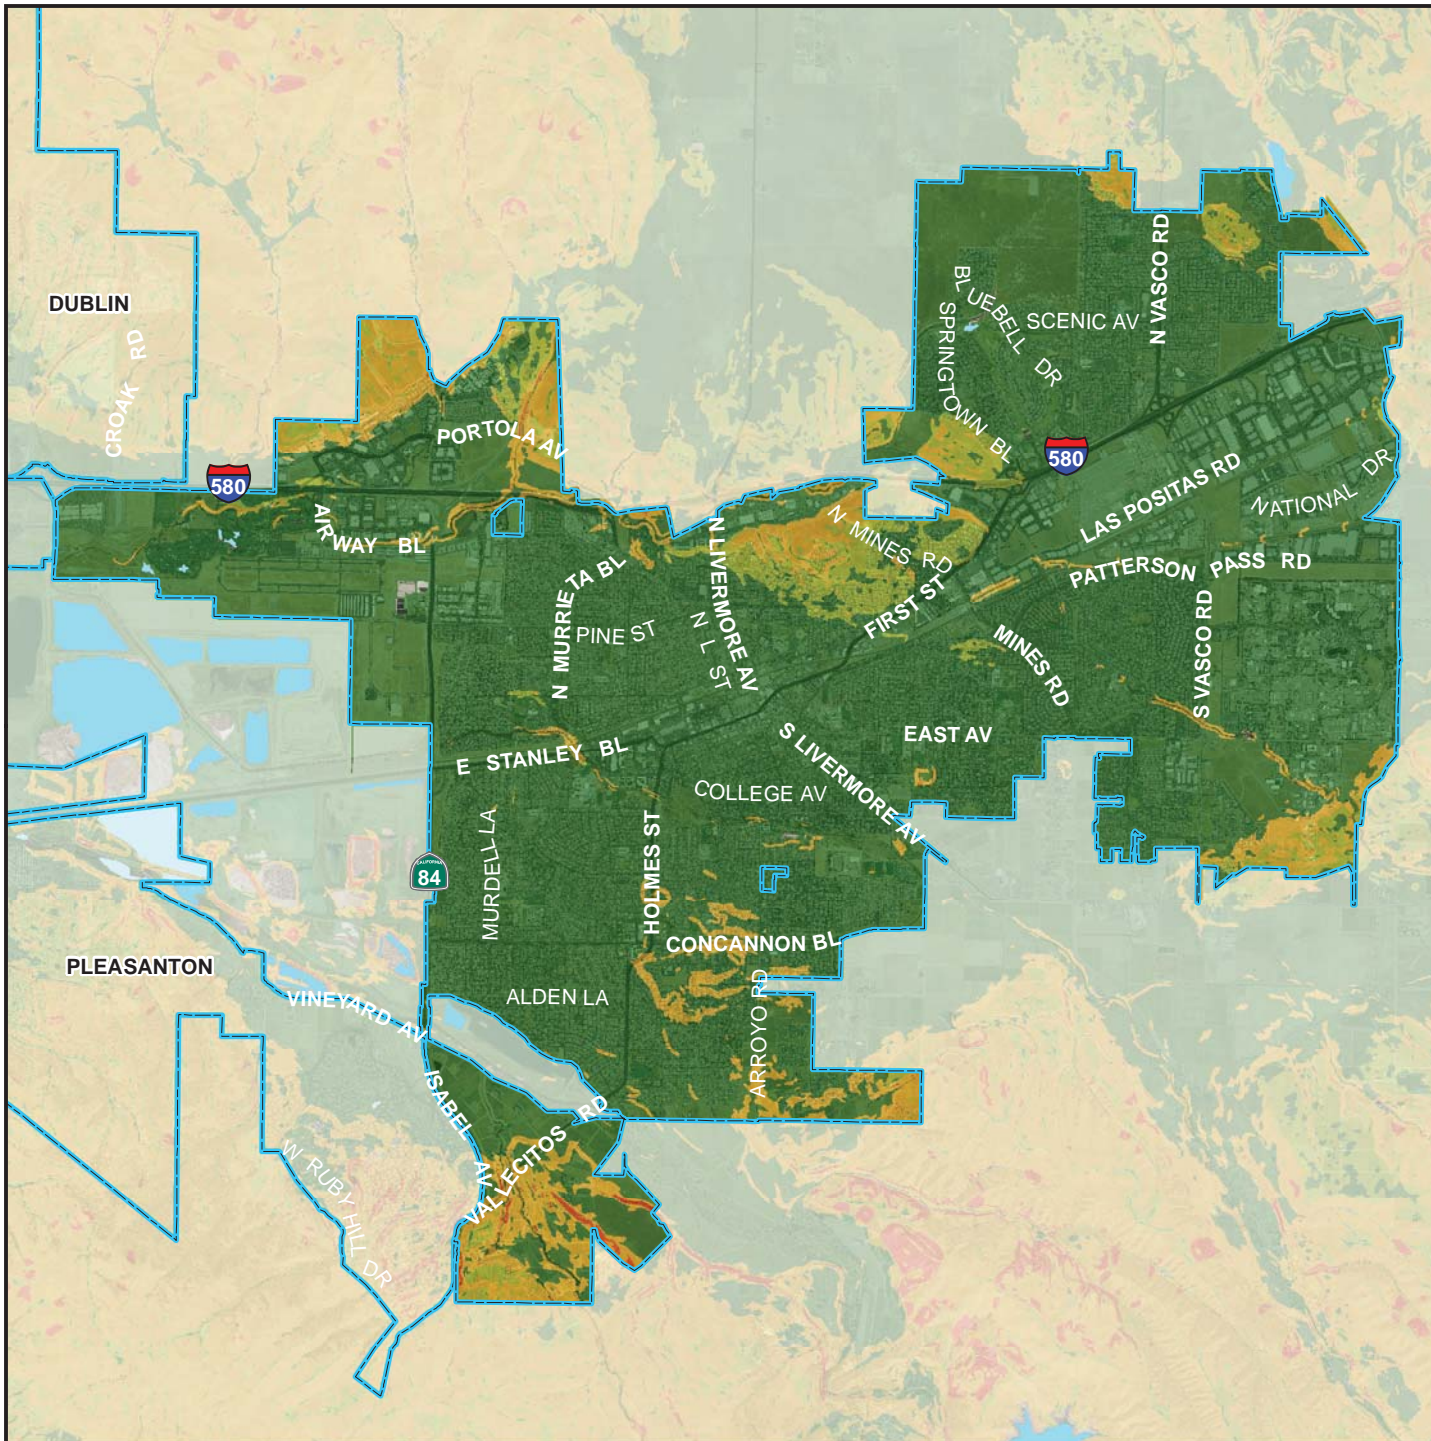 N VASCO RD
DUBLIN
BLUEBELL DR
SCENIC AV
SPRINGTOWN BL
CROAK RD
PORTOLA AV
580
580
LAS POSITAS RD
NATIONAL DR
AIRWAY BL
N MINES RD
N LIVERMORE AV
N MURRIETA BL
PATTERSON PASS RD
FIRST ST
PINE ST
N L ST
MINES RD
S VASCO RD
EAST AV
S LIVERMORE AV
E STANLEY BL
COLLEGE AV
MURDELL LA
HOLMES ST
CALIFORNIA
84
CONCANNON BL
PLEASANTON
VINEYARD AV
ALDEN LA
ARROYO RD
ISABEL AV
VALLECITOS RD
W RUBY HILL DR